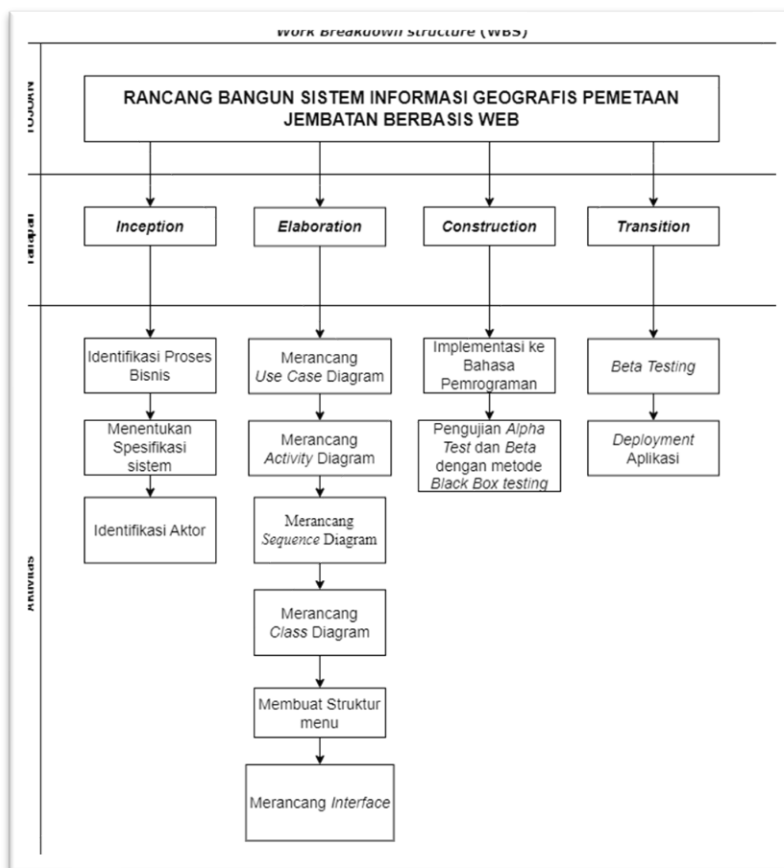 Work Breakdown structure (WBS)
TUJUAN
RANCANG BANGUN SISTEM INFORMASI GEOGRAFIS PEMETAAN
JEMBATAN BERBASIS WEB
Tahapan
Inception
Elaboration
Construction
Transition
Aktivitas
Identifikasi Proses
Bisnis
Menentukan
Spesifikasi
sistem
Identifikasi Aktor
Merancang
Use Case Diagram
Merancang
Activity Diagram
Merancang
Sequence Diagram
Merancang
Class Diagram
Membuat Struktur
menu
Merancang Interface
Implementasi ke
Bahasa
Pemrograman
Pengujian Alpha
Test dan Beta
dengan metode
Black Box testing
Beta Testing
Deployment
Aplikasi